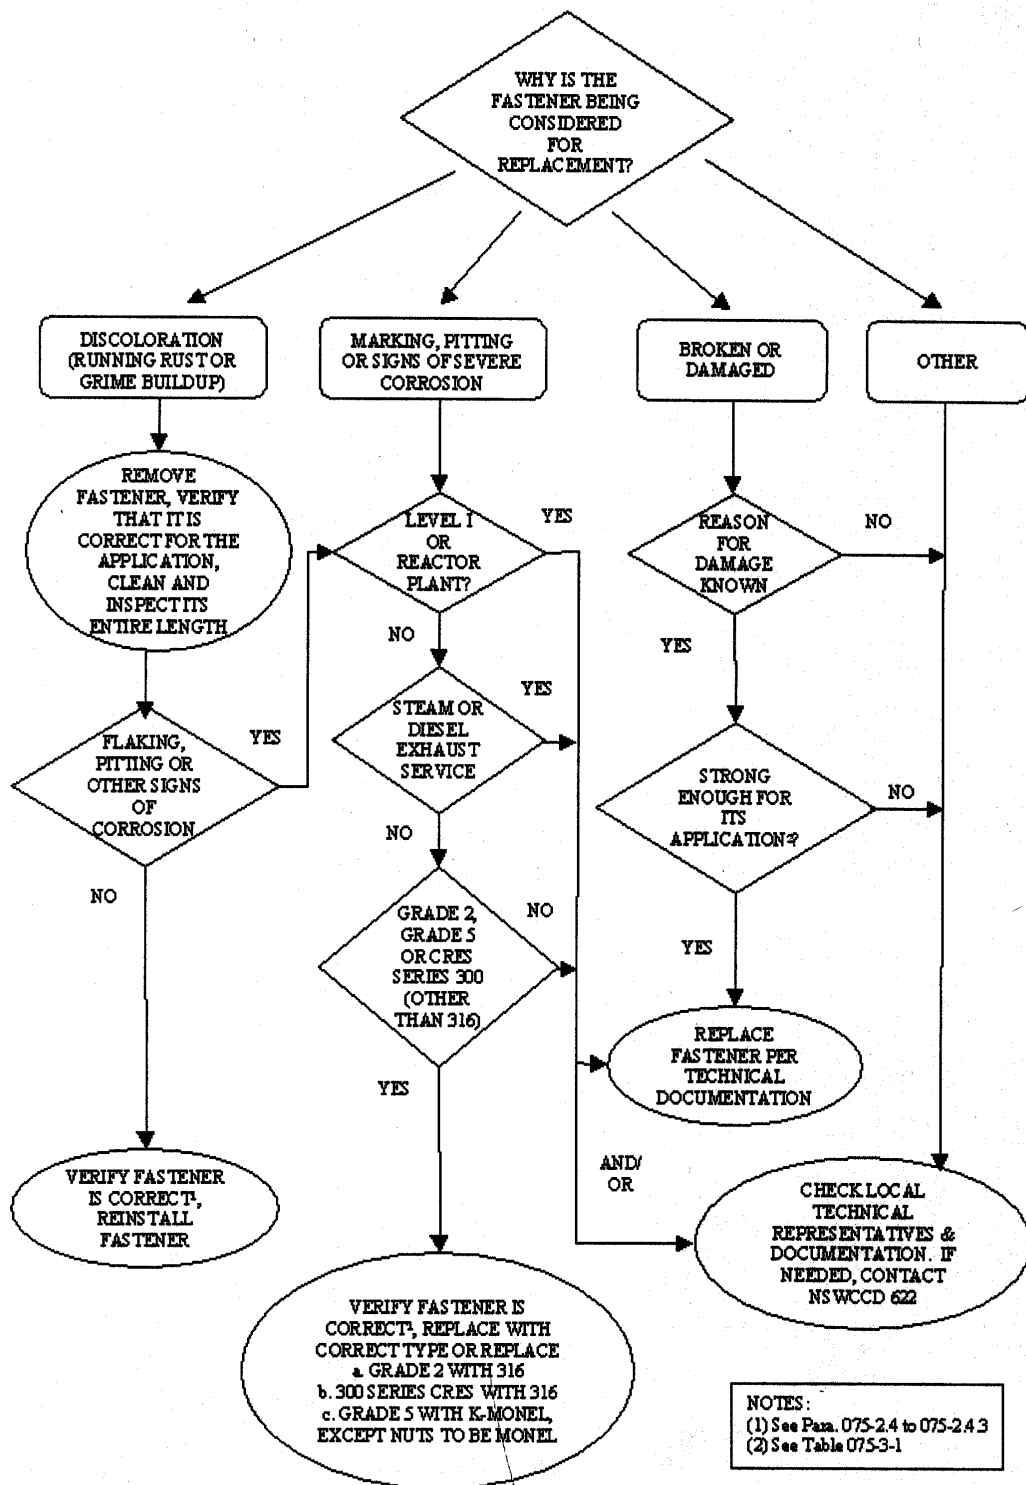 WHY IS THE
FASTENER BEING
CONSIDERED
FOR
REPLACEMENT?
DISCOLORATION
(RUNNING RUST OR
GRIME BUILDUP)
MARKING, PITTING
OR SIGNS OF SEVERE
CORROSION
BROKEN OR
DAMAGED
OTHER
REMOVE
FASTENER, VERIFY
THAT IT IS
CORRECT FOR THE
APPLICATION,
CLEAN AND
INSPECT ITS
ENTIRE LENGTH
LEVEL I
OR
REACTOR
PLANT?
YES
REASON
FOR
DAMAGE
KNOWN
NO
NO
YES
FLAKING,
PITTING OR
OTHER SIGNS
OF
CORROSION
YES
STEAM OR
DIESEL
EXHAUST
SERVICE
YES
STRONG
ENOUGH FOR
ITS
APPLICATION²?
NO
NO
NO
GRADE 2,
GRADE 5
OR CRES
SERIES 300
(OTHER
THAN 316)
NO
YES
YES
REPLACE
FASTENER PER
TECHNICAL
DOCUMENTATION
VERIFY FASTENER
IS CORRECT¹,
REINSTALL
FASTENER
AND/
OR
CHECK LOCAL
TECHNICAL
REPRESENTATIVES &
DOCUMENTATION. IF
NEEDED, CONTACT
NSWCCD 622
VERIFY FASTENER IS
CORRECT¹, REPLACE WITH
CORRECT TYPE OR REPLACE
a. GRADE 2 WITH 316
b. 300 SERIES CRES WITH 316
c. GRADE 5 WITH K-MONEL,
EXCEPT NUTS TO BE MONEL
NOTES:
(1) See Para. 075-2.4 to 075-2.4.3
(2) See Table 075-3-1